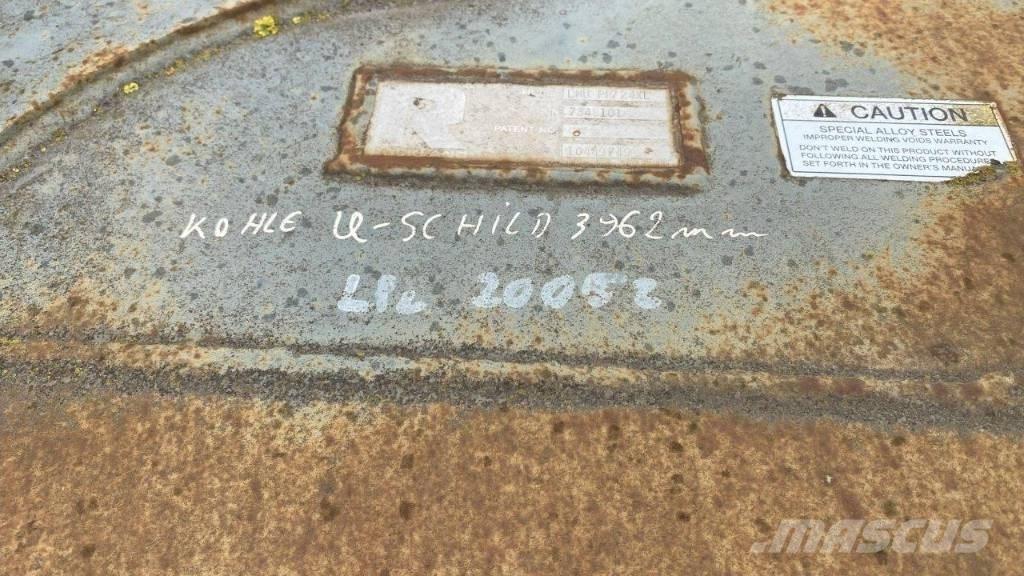 R
PATENT NO
CAUTION
SPECIAL ALLOY STEELS
IMPROPER WELDING VOIDS WARRANTY
DON'T WELD ON THIS PRODUCT WITHOUT
FOLLOWING ALL WELDING PROCEDURES
SET FORTH IN THE OWNER'S MANUAL
KOHLE U-SCHILD 3962mm
20052
MASCUS